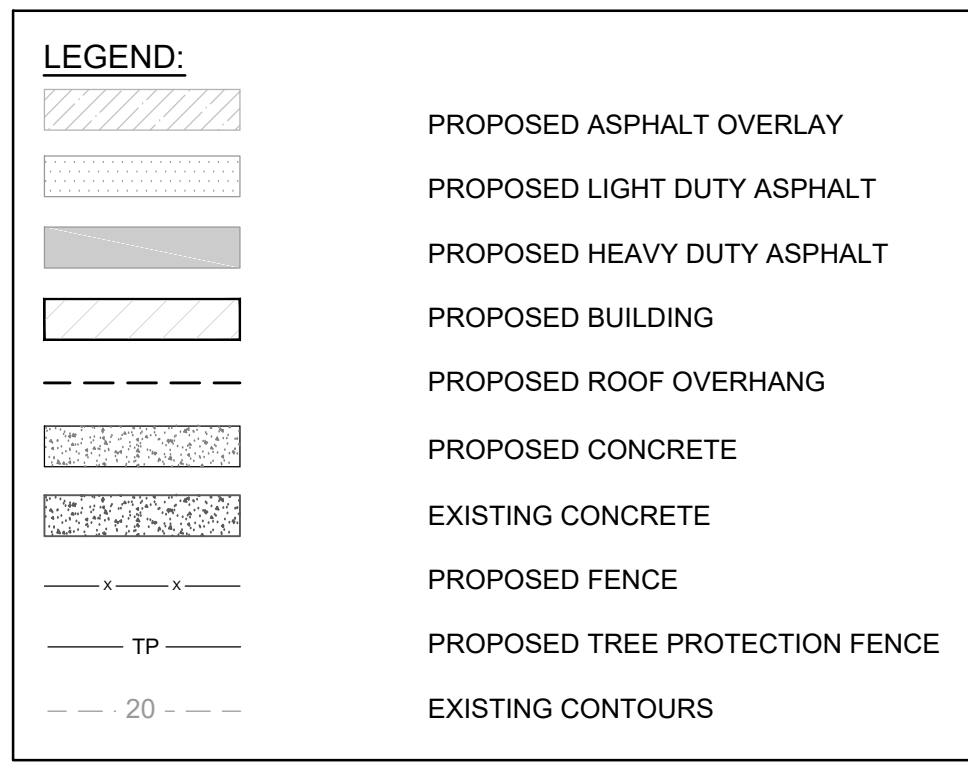 LEGEND:
PROPOSED ASPHALT OVERLAY
PROPOSED LIGHT DUTY ASPHALT
PROPOSED HEAVY DUTY ASPHALT
PROPOSED BUILDING
PROPOSED ROOF OVERHANG
PROPOSED CONCRETE
EXISTING CONCRETE
x x PROPOSED FENCE
TP PROPOSED TREE PROTECTION FENCE
20 EXISTING CONTOURS